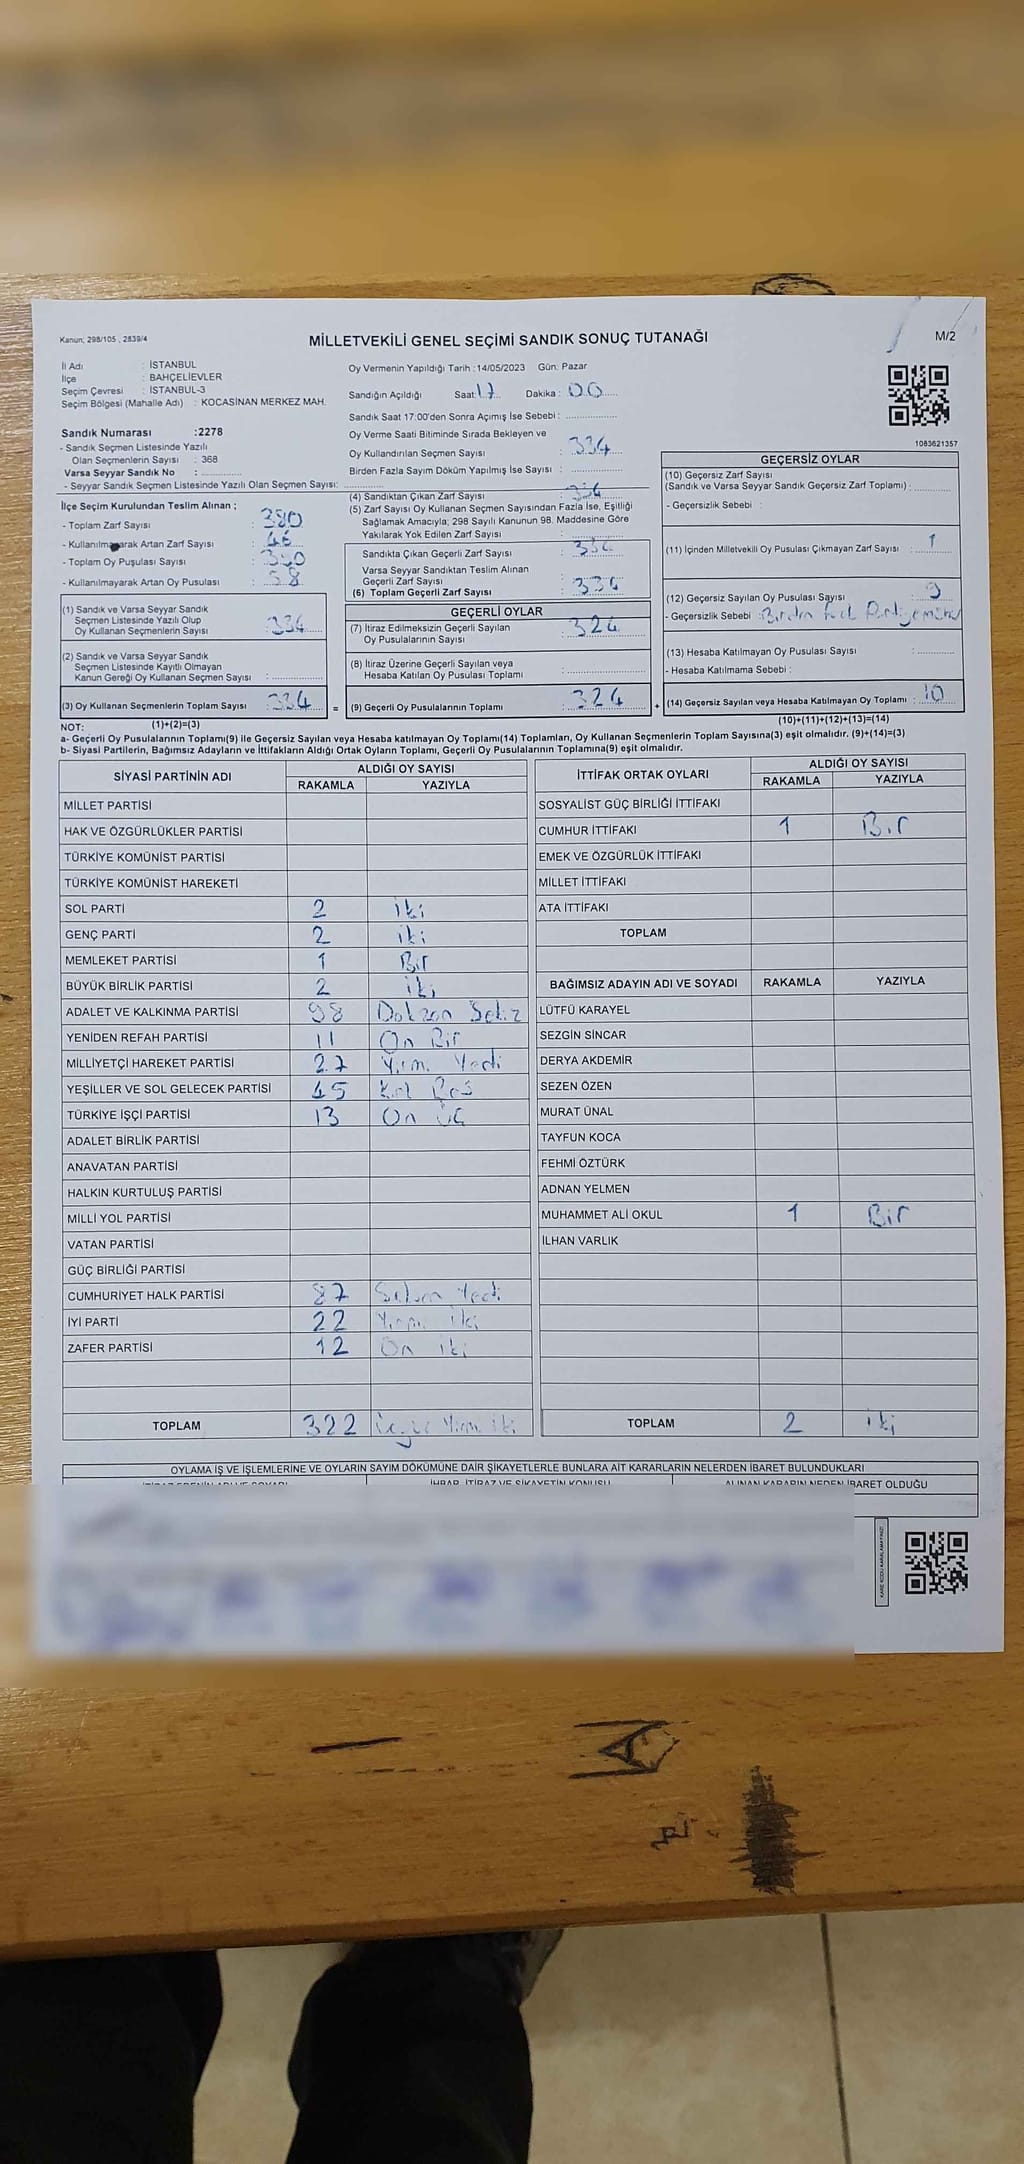 Kanun; 298/105 , 2839/4
MİLLETVEKİLİ GENEL SEÇİMİ SANDIK SONUÇ TUTANAĞI
M/2
İl Adı : İSTANBUL
İlçe : BAHÇELİEVLER
Seçim Çevresi : İSTANBUL-3
Seçim Bölgesi (Mahalle Adı) : KOCASİNAN MERKEZ MAH.
Oy Vermenin Yapıldığı Tarih :14/05/2023 Gün: Pazar
Sandığın Açıldığı Saat: 17 Dakika : 00
Sandık Saat 17:00'den Sonra Açımış İse Sebebi :
Sandık Numarası :2278
- Sandık Seçmen Listesinde Yazılı
Olan Seçmenlerin Sayısı : 368
Varsa Seyyar Sandık No :
- Seyyar Sandık Seçmen Listesinde Yazılı Olan Seçmen Sayısı:
Oy Verme Saati Bitiminde Sırada Bekleyen ve
Oy Kullandırılan Seçmen Sayısı : 334
Birden Fazla Sayım Döküm Yapılmış İse Sayısı :
1083621357
İlçe Seçim Kurulundan Teslim Alınan ;
- Toplam Zarf Sayısı : 380
- Kullanılmayarak Artan Zarf Sayısı : 46
- Toplam Oy Puşulası Sayısı : 380
- Kullanılmayarak Artan Oy Pusulası : 58
(1) Sandık ve Varsa Seyyar Sandık
Seçmen Listesinde Yazılı Olup
Oy Kullanan Seçmenlerin Sayısı : 334
(2) Sandık ve Varsa Seyyar Sandık
Seçmen Listesinde Kayıtlı Olmayan
Kanun Gereği Oy Kullanan Seçmen Sayısı :
(3) Oy Kullanan Seçmenlerin Toplam Sayısı : 334
(4) Sandıktan Çıkan Zarf Sayısı : 334
(5) Zarf Sayısı Oy Kullanan Seçmen Sayısından Fazla İse, Eşitliği
Sağlamak Amacıyla; 298 Sayılı Kanunun 98. Maddesine Göre
Yakılarak Yok Edilen Zarf Sayısı :
Sandıkta Çıkan Geçerli Zarf Sayısı : 334
Varsa Seyyar Sandıktan Teslim Alınan
Geçerli Zarf Sayısı
(6) Toplam Geçerli Zarf Sayısı : 334
GEÇERLİ OYLAR
(7) İtiraz Edilmeksizin Geçerli Sayılan
Oy Pusulalarının Sayısı : 324
(8) İtiraz Üzerine Geçerli Sayılan veya
Hesaba Katılan Oy Pusulası Toplamı :
= (9) Geçerli Oy Pusulalarının Toplamı : 324
GEÇERSİZ OYLAR
(10) Geçersiz Zarf Sayısı
(Sandık ve Varsa Seyyar Sandık Geçersiz Zarf Toplamı) :
- Geçersizlik Sebebi :
(11) İçinden Milletvekili Oy Pusulası Çıkmayan Zarf Sayısı : 1
(12) Geçersiz Sayılan Oy Pusulası Sayısı : 9
- Geçersizlik Sebebi : Birden
(13) Hesaba Katılmayan Oy Pusulası Sayısı :
- Hesaba Katılmama Sebebi :
+ (14) Geçersiz Sayılan veya Hesaba Katılmayan Oy Toplamı : 10
NOT: (1)+(2)=(3) (10)+(11)+(12)+(13)=(14)
a- Geçerli Oy Pusulalarının Toplamı(9) ile Geçersiz Sayılan veya Hesaba katılmayan Oy Toplamı(14) Toplamları, Oy Kullanan Seçmenlerin Toplam Sayısına(3) eşit olmalıdır. (9)+(14)=(3)
b- Siyasi Partilerin, Bağımsız Adayların ve İttifakların Aldığı Ortak Oyların Toplamı, Geçerli Oy Pusulalarının Toplamına(9) eşit olmalıdır.
SİYASİ PARTİNİN ADI ALDIĞI OY SAYISI
RAKAMLA YAZIYLA
MİLLET PARTİSİ
HAK VE ÖZGÜRLÜKLER PARTİSİ
TÜRKİYE KOMÜNİST PARTİSİ
TÜRKİYE KOMÜNİST HAREKETİ
SOL PARTİ 2 iki
GENÇ PARTİ 2 iki
MEMLEKET PARTİSİ 1 Bir
BÜYÜK BİRLİK PARTİSİ 2 iki
ADALET VE KALKINMA PARTİSİ 98 Doksan Sekiz
YENİDEN REFAH PARTİSİ 11 On Bir
MİLLİYETÇİ HAREKET PARTİSİ 27 Yirmi Yedi
YEŞİLLER VE SOL GELECEK PARTİSİ 45 Kırk Beş
TÜRKİYE İŞÇİ PARTİSİ 13 On Üç
ADALET BİRLİK PARTİSİ
ANAVATAN PARTİSİ
HALKIN KURTULUŞ PARTİSİ
MİLLİ YOL PARTİSİ
VATAN PARTİSİ
GÜÇ BİRLİĞİ PARTİSİ
CUMHURİYET HALK PARTİSİ 87 Seksen Yedi
İYİ PARTİ 22 Yirmi iki
ZAFER PARTİSİ 12 On iki
TOPLAM 322 Üçyüz Yirmi iki
İTTİFAK ORTAK OYLARI ALDIĞI OY SAYISI
RAKAMLA YAZIYLA
SOSYALİST GÜÇ BİRLİĞİ İTTİFAKI
CUMHUR İTTİFAKI 1 Bir
EMEK VE ÖZGÜRLÜK İTTİFAKI
MİLLET İTTİFAKI
ATA İTTİFAKI
TOPLAM
BAĞIMSIZ ADAYIN ADI VE SOYADI RAKAMLA YAZIYLA
LÜTFÜ KARAYEL
SEZGİN SİNCAR
DERYA AKDEMİR
SEZEN ÖZEN
MURAT ÜNAL
TAYFUN KOCA
FEHMİ ÖZTÜRK
ADNAN YELMEN
MUHAMMET ALİ OKUL 1 Bir
İLHAN VARLIK
TOPLAM 2 iki
OYLAMA İŞ VE İŞLEMLERİNE VE OYLARIN SAYIM DÖKÜMÜNE DAİR ŞİKAYETLERLE BUNLARA AİT KARARLARIN NELERDEN İBARET BULUNDUKLARI
İHBAR, İTİRAZ VE ŞİKAYETİN KONUSU ALINAN KARARIN NEDEN İBARET OLDUĞU